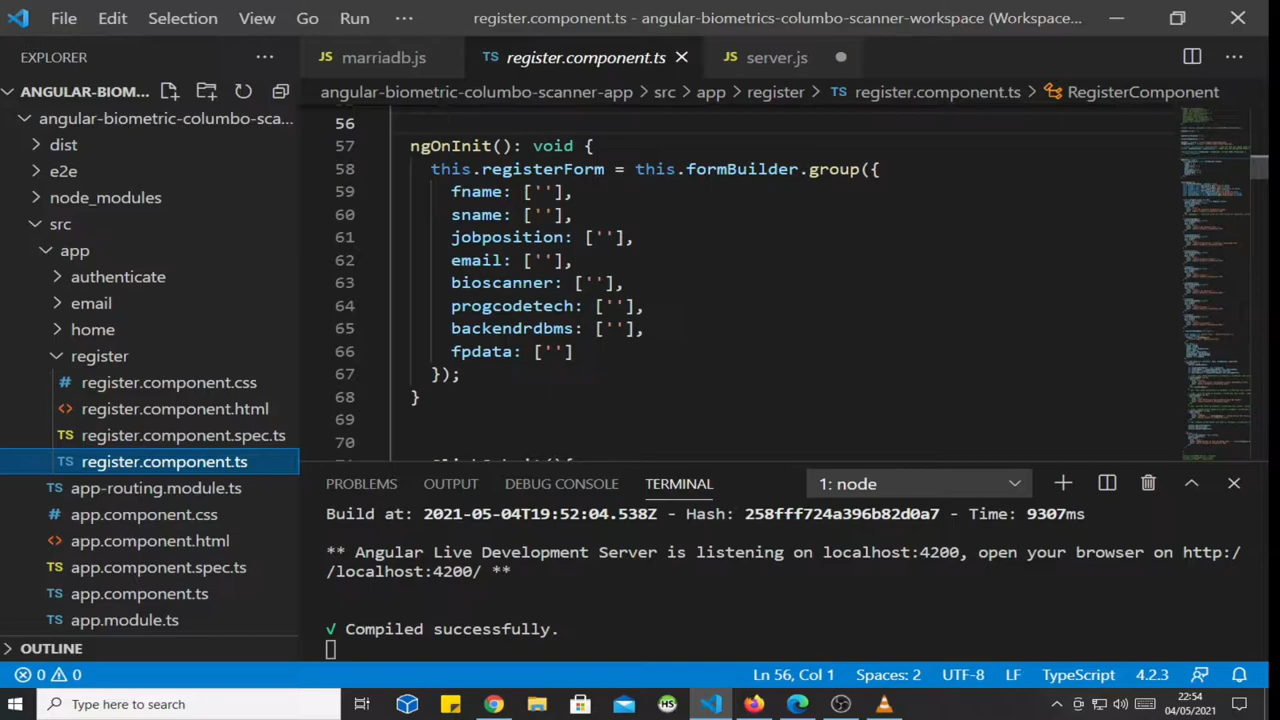 File Edit Selection View Go Run ··· register.component.ts - angular-biometrics-columbo-scanner-workspace (Workspace...
EXPLORER ···
JS marriadb.js TS register.component.ts JS server.js ···
ANGULAR-BIOM...
angular-biometric-columbo-scanner-app > src > app > register > TS register.component.ts > RegisterComponent
angular-biometric-columbo-sca...
dist
e2e
node_modules
src
app
authenticate
email
home
register
# register.component.css
<> register.component.html
TS register.component.spec.ts
TS register.component.ts
TS app-routing.module.ts
# app.component.css
<> app.component.html
TS app.component.spec.ts
TS app.component.ts
TS app.module.ts
OUTLINE
56
57 ngOnInit(): void {
58 this.registerForm = this.formBuilder.group({
59 fname: [''],
60 sname: [''],
61 jobposition: [''],
62 email: [''],
63 bioscanner: [''],
64 progcodetech: [''],
65 backendrdbms: [''],
66 fpdata: ['']
67 });
68 }
69
70
PROBLEMS OUTPUT DEBUG CONSOLE TERMINAL 1: node
Build at: 2021-05-04T19:52:04.538Z - Hash: 258fff724a396b82d0a7 - Time: 9307ms
** Angular Live Development Server is listening on localhost:4200, open your browser on http:/
/localhost:4200/ **
√ Compiled successfully.
0 0 Ln 56, Col 1 Spaces: 2 UTF-8 LF TypeScript 4.2.3
Type here to search
HS
22:54
04/05/2021